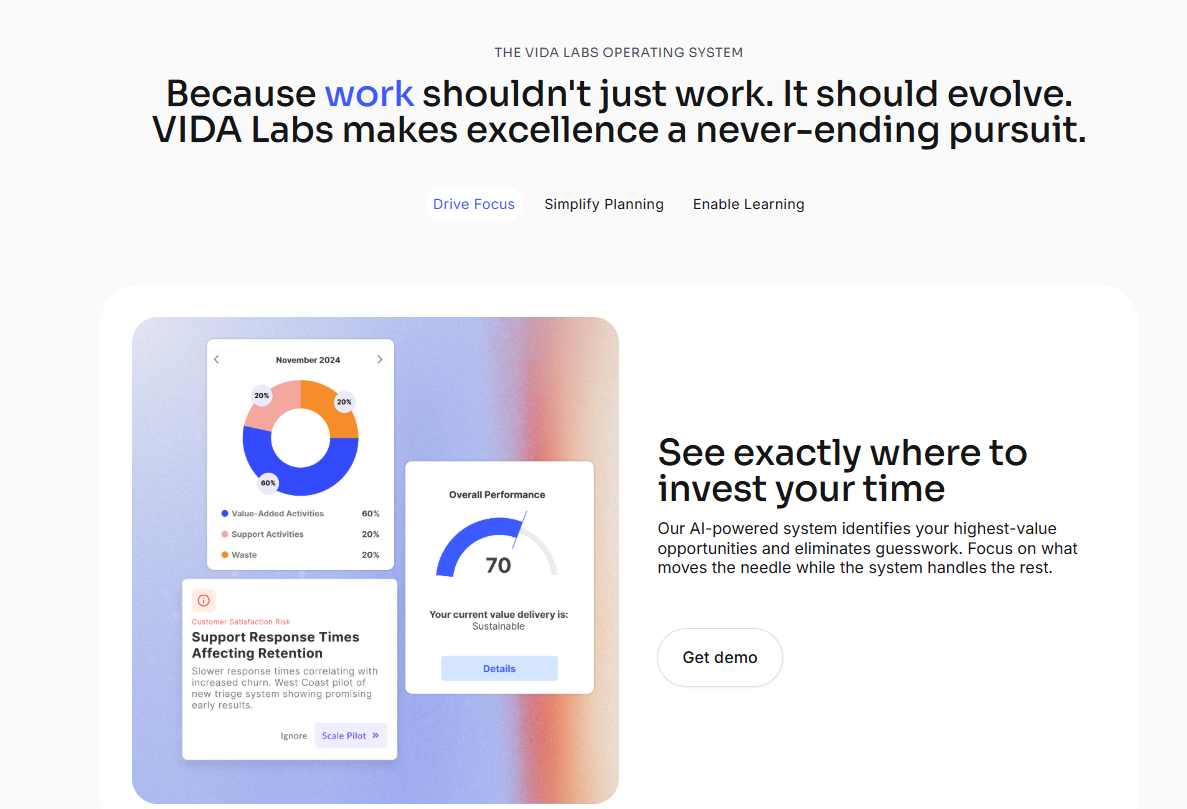 THE VIDA LABS OPERATING SYSTEM
Because work shouldn't just work. It should evolve.
VIDA Labs makes excellence a never-ending pursuit.
Drive Focus
Simplify Planning
Enable Learning
November 2024
20%
20%
60%
Value-Added Activities 60%
Support Activities 20%
Waste 20%
Customer Satisfaction Risk
Support Response Times
Affecting Retention
Slower response times correlating with
increased churn. West Coast pilot of
new triage system showing promising
early results.
Ignore
Scale Pilot »
Overall Performance
70
Your current value delivery is:
Sustainable
Details
See exactly where to
invest your time
Our AI-powered system identifies your highest-value
opportunities and eliminates guesswork. Focus on what
moves the needle while the system handles the rest.
Get demo